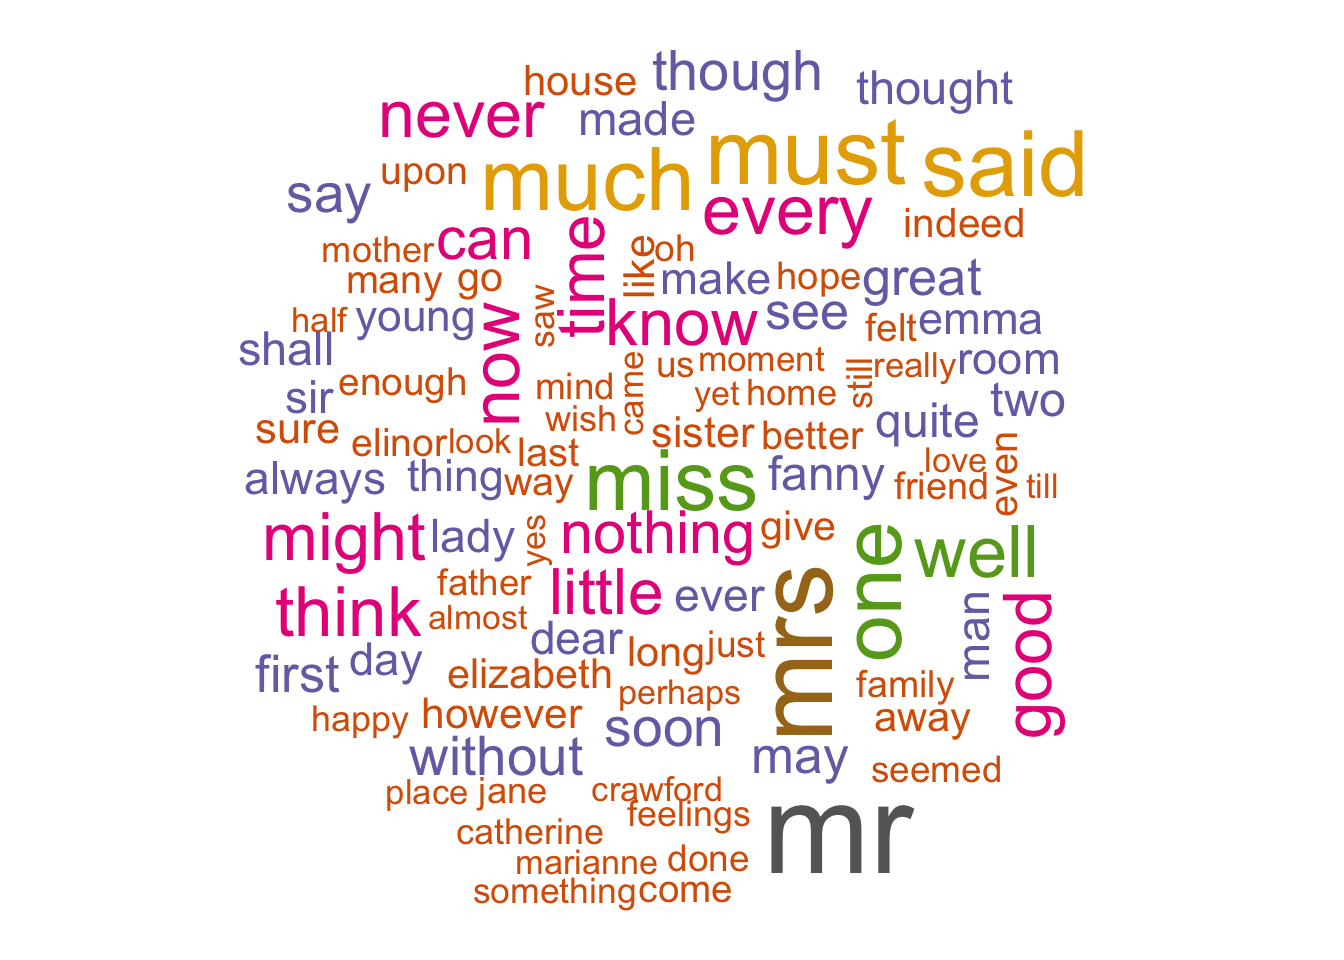 house though thought
never made
much must said
upon
say every indeed
mother can time like oh
many go make hope great
half young now saw know see felt emma
shall us moment still really room
sir enough mind came yet home two
sure wish sister better quite
elinor look last love even
always thing way miss fanny friend till
might lady yes nothing give one well
father little ever mrs
think almost man good
dear long just
first day elizabeth perhaps family
happy however soon away
without may seemed
place jane crawford
feelings mr
catherine
marianne done
something come